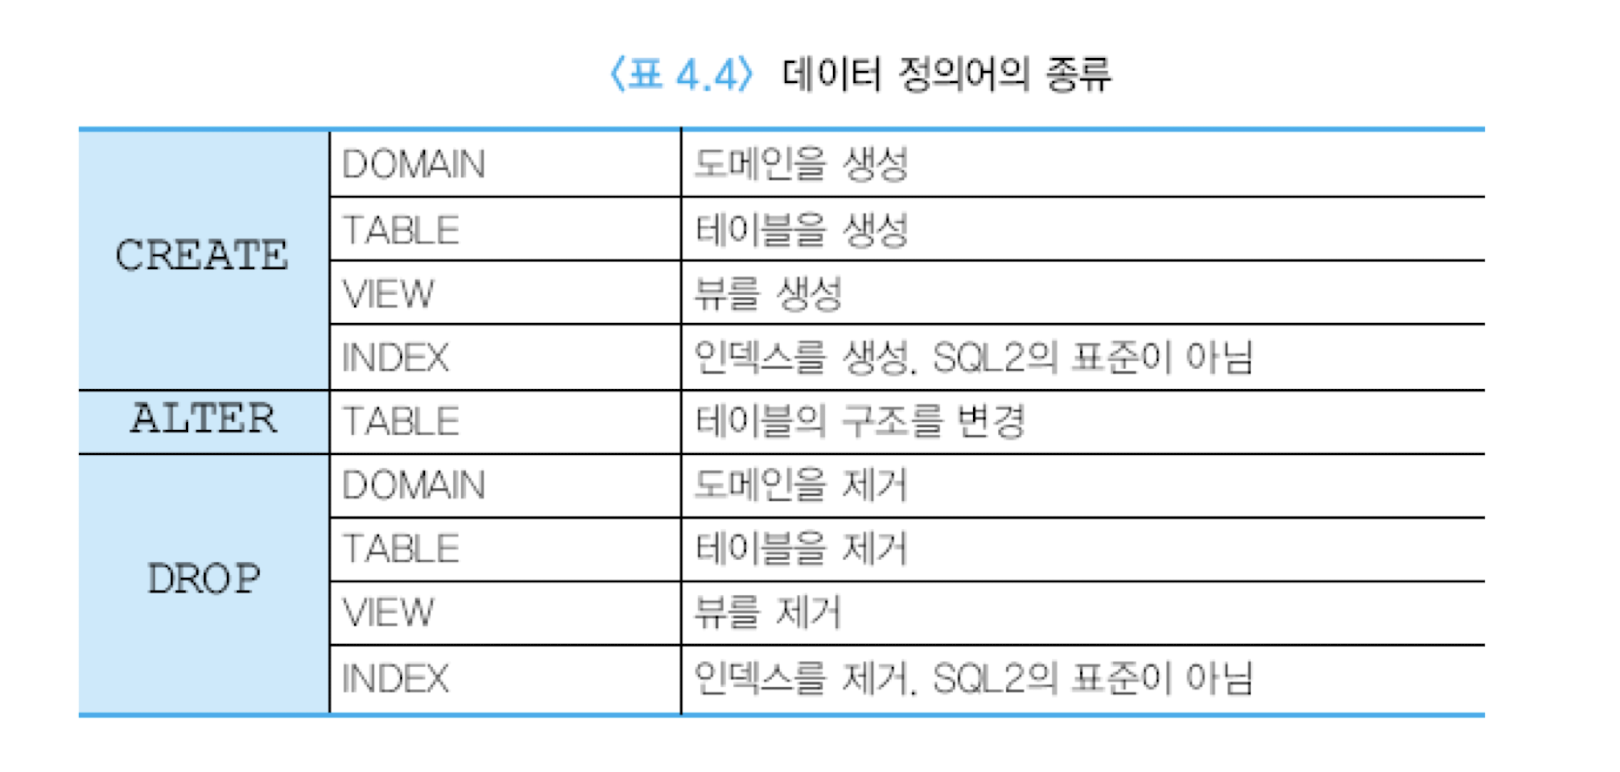 〈표 4.4〉 데이터 정의어의 종류
CREATE
DOMAIN 도메인을 생성
TABLE 테이블을 생성
VIEW 뷰를 생성
INDEX 인덱스를 생성. SQL2의 표준이 아님
ALTER TABLE 테이블의 구조를 변경
DROP
DOMAIN 도메인을 제거
TABLE 테이블을 제거
VIEW 뷰를 제거
INDEX 인덱스를 제거. SQL2의 표준이 아님